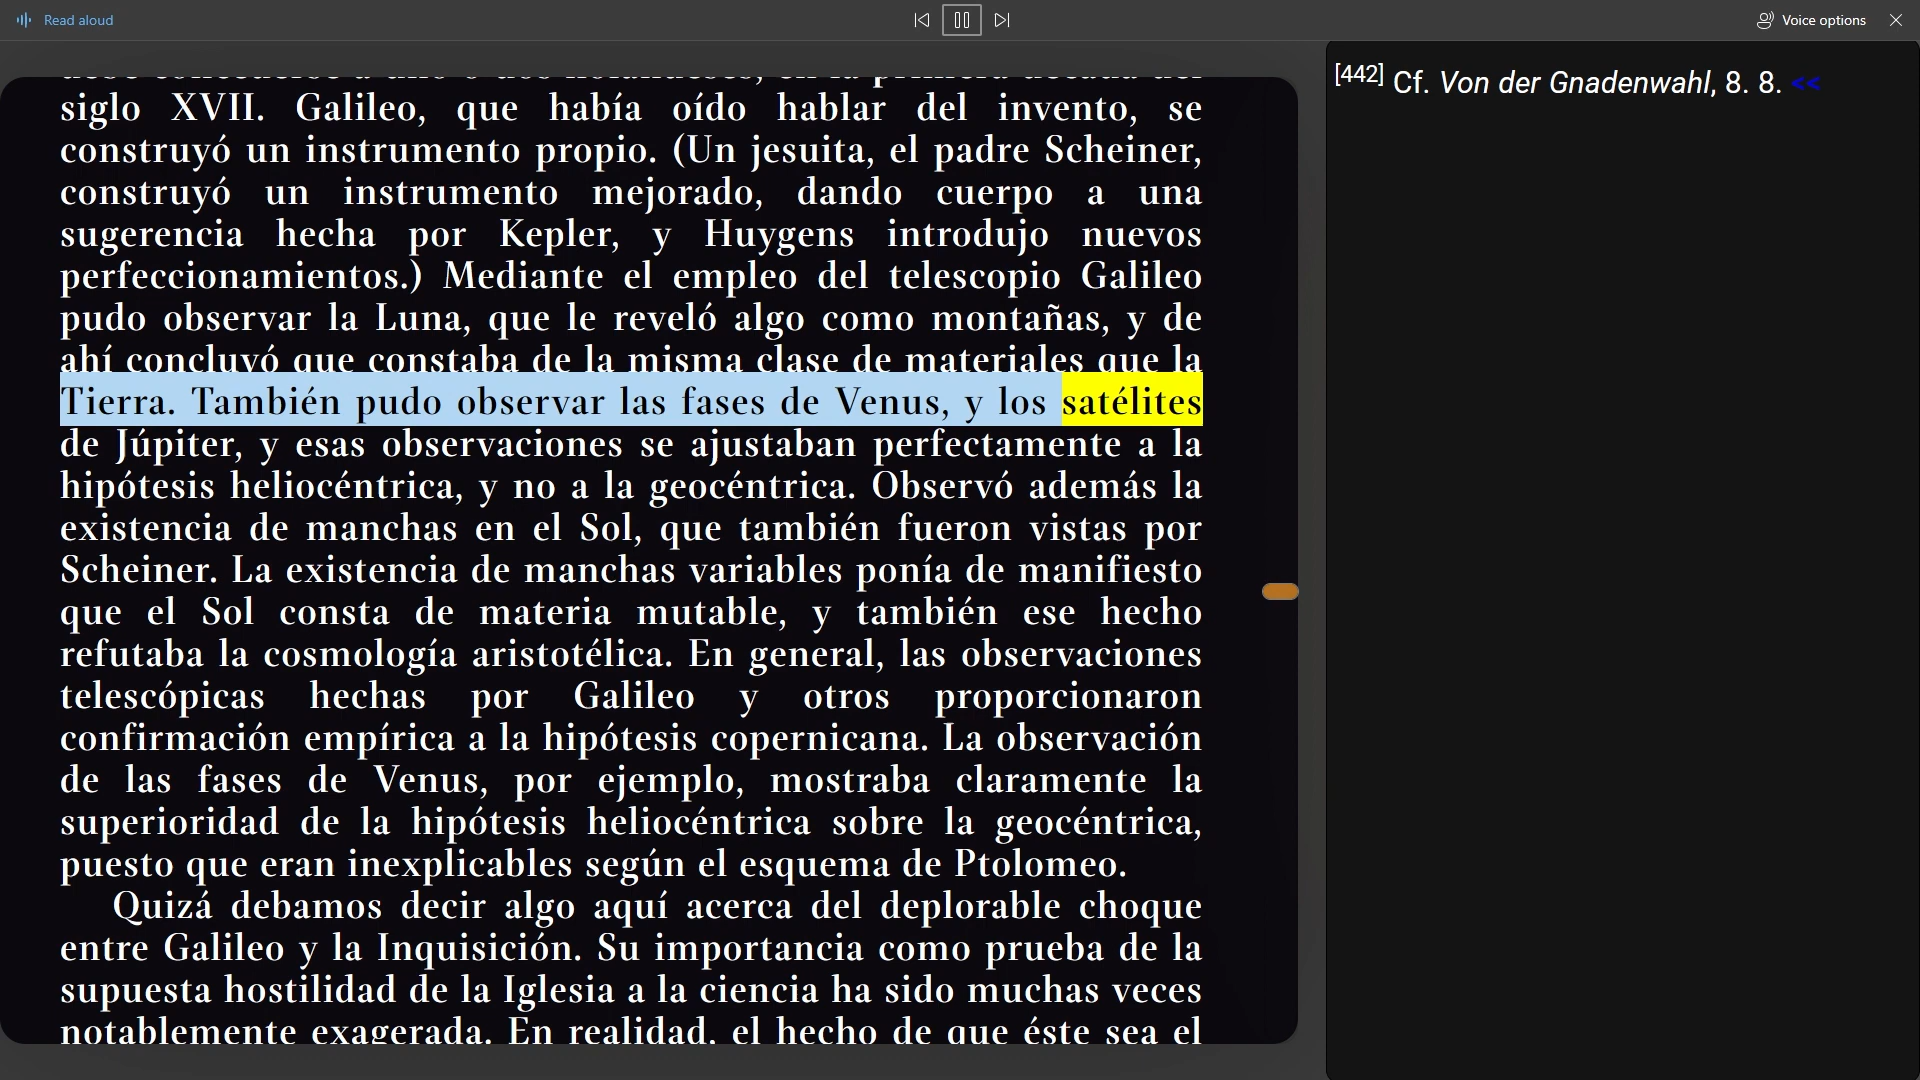 Read aloud
Voice options
siglo XVII. Galileo, que había oído hablar del invento, se
construyó un instrumento propio. (Un jesuita, el padre Scheiner,
construyó un instrumento mejorado, dando cuerpo a una
sugerencia hecha por Kepler, y Huygens introdujo nuevos
perfeccionamientos.) Mediante el empleo del telescopio Galileo
pudo observar la Luna, que le reveló algo como montañas, y de
ahí concluyó que constaba de la misma clase de materiales que la
Tierra. También pudo observar las fases de Venus, y los satélites
de Júpiter, y esas observaciones se ajustaban perfectamente a la
hipótesis heliocéntrica, y no a la geocéntrica. Observó además la
existencia de manchas en el Sol, que también fueron vistas por
Scheiner. La existencia de manchas variables ponía de manifiesto
que el Sol consta de materia mutable, y también ese hecho
refutaba la cosmología aristotélica. En general, las observaciones
telescópicas hechas por Galileo y otros proporcionaron
confirmación empírica a la hipótesis copernicana. La observación
de las fases de Venus, por ejemplo, mostraba claramente la
superioridad de la hipótesis heliocéntrica sobre la geocéntrica,
puesto que eran inexplicables según el esquema de Ptolomeo.
Quizá debamos decir algo aquí acerca del deplorable choque
entre Galileo y la Inquisición. Su importancia como prueba de la
supuesta hostilidad de la Iglesia a la ciencia ha sido muchas veces
notablemente exagerada. En realidad, el hecho de que éste sea el
[442] Cf. Von der Gnadenwahl, 8. 8. <<